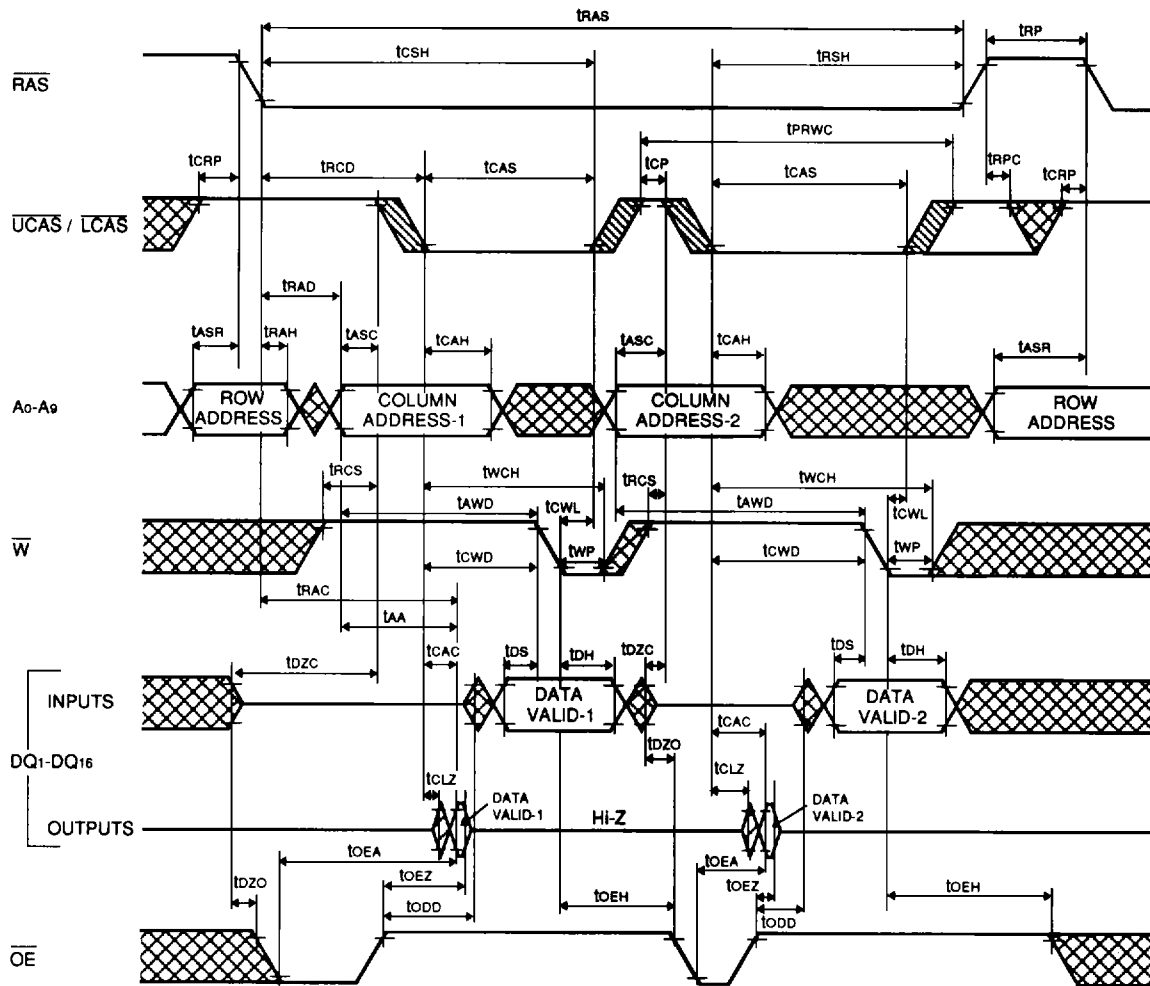 tRAS
tRP
tCSH
tRSH
RAS
tPRWC
tCRP
tRCD
tCAS
tCP
tCAS
tRPC
tCRP
UCAS / LCAS
tRAD
tASR
tRAH
tASC
tCAH
tASC
tCAH
tASR
A0-A9
ROW
ADDRESS
COLUMN
ADDRESS-1
COLUMN
ADDRESS-2
ROW
ADDRESS
tRCS
tWCH
tRCS
tWCH
tAWD
tCWL
tAWD
tCWL
W
tCWD
tWP
tCWD
tWP
tRAC
tAA
tDZC
tCAC
tDS
tDH
tDZC
tDS
tDH
INPUTS
DATA
VALID-1
DATA
VALID-2
DQ1-DQ16
tCAC
tDZO
tCLZ
tCLZ
OUTPUTS
DATA
VALID-1
Hi-Z
DATA
VALID-2
tOEA
tOEA
tDZO
tOEZ
tOEZ
tODD
tOEH
tODD
tOEH
OE